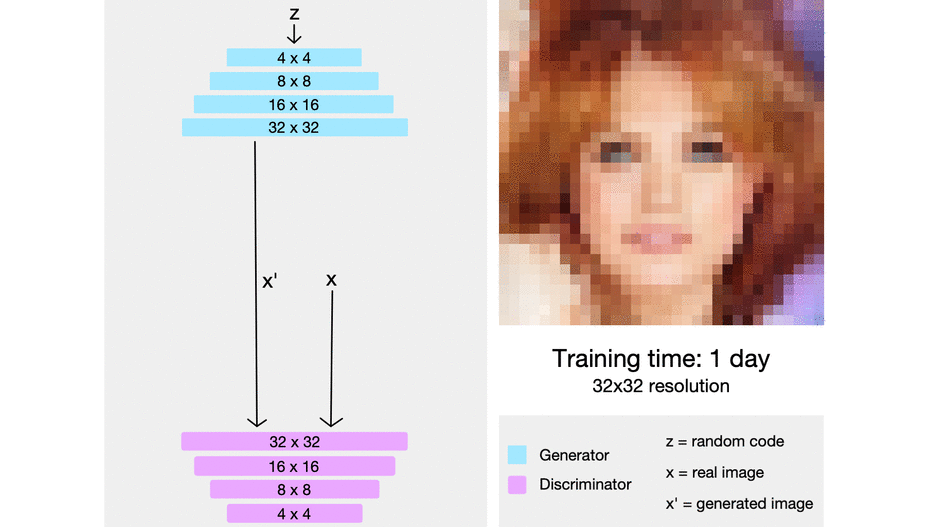 z
4 x 4
8 x 8
16 x 16
32 x 32
x'
x
32 x 32
16 x 16
8 x 8
4 x 4
Training time: 1 day
32x32 resolution
Generator
Discriminator
z = random code
x = real image
x' = generated image